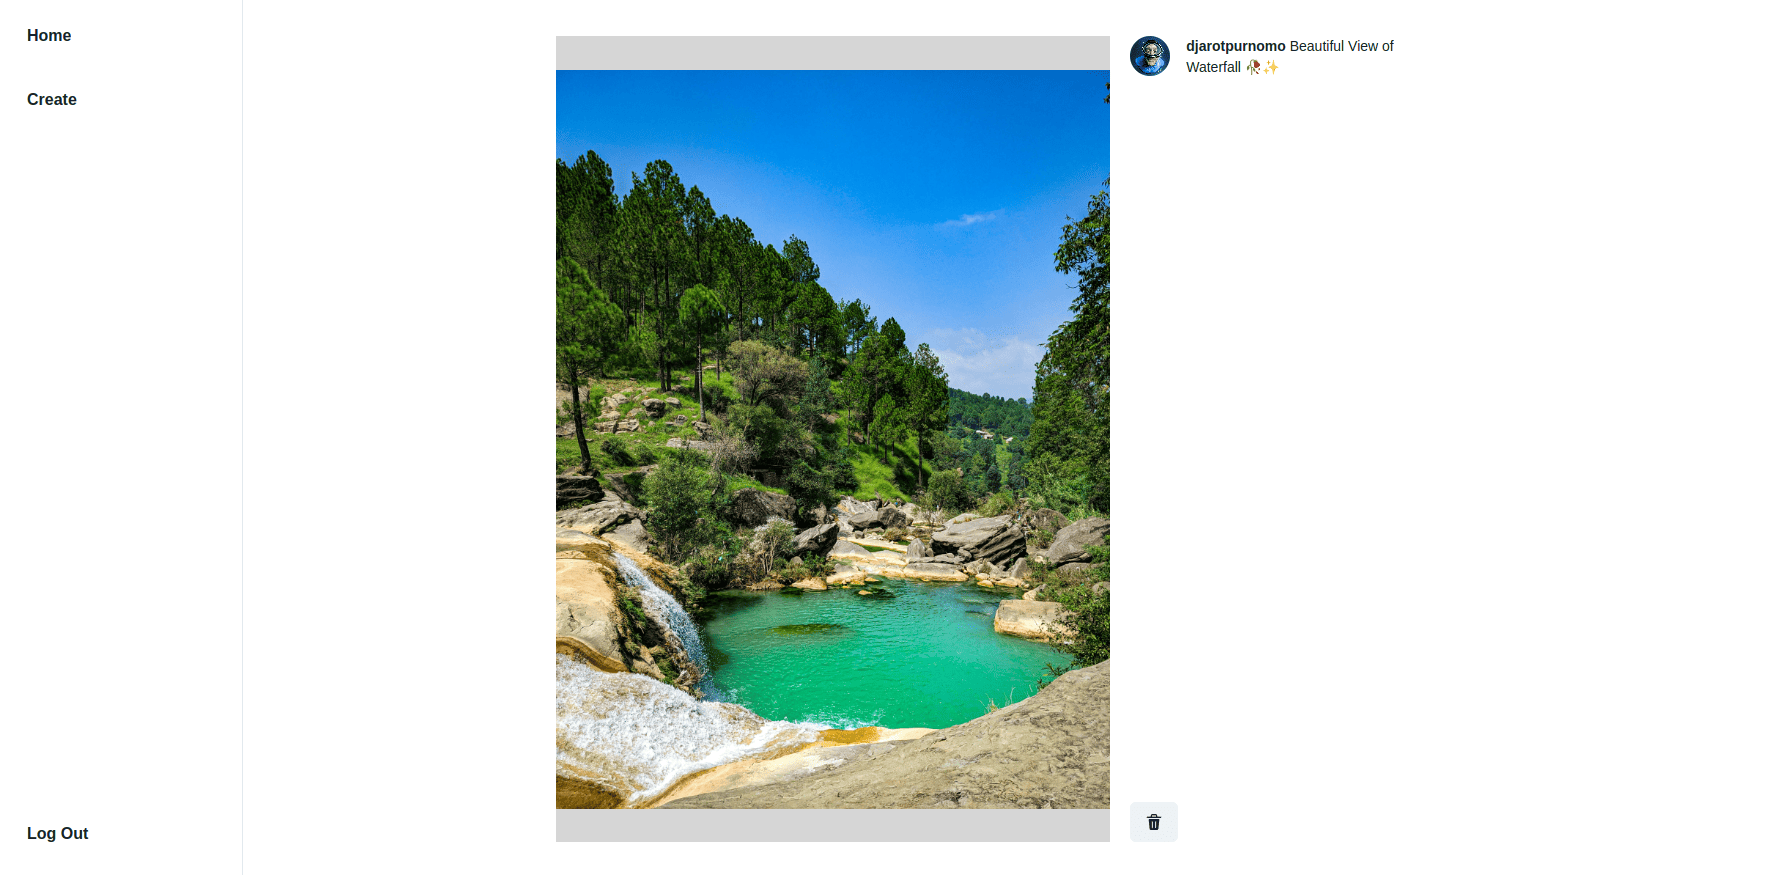 Home
Create
djarotpurnomo Beautiful View of
Waterfall 🥀✨
Log Out